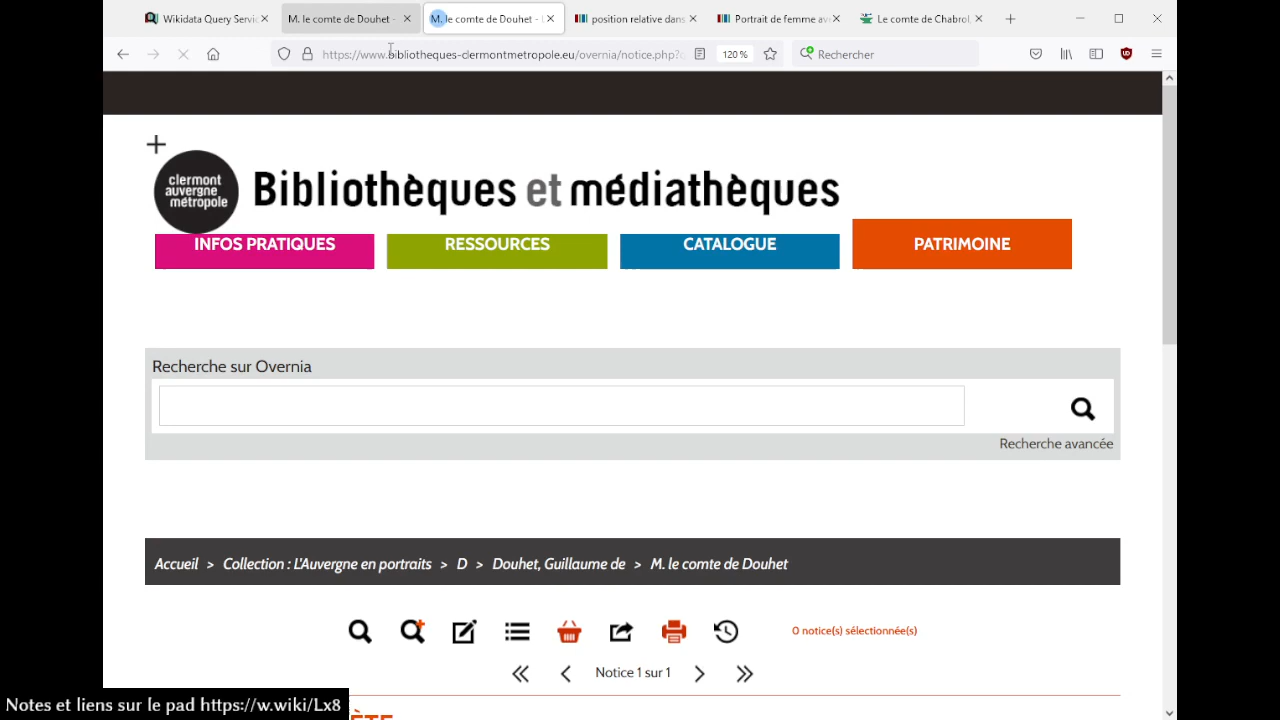 Wikidata Query Servic
M. le comte de Douhet -
M. le comte de Douhet - L
position relative dans
Portrait de femme ave
Le comte de Chabrol,
https://www.bibliotheques-clermontmetropole.eu/overnia/notice.php?q
120 %
Rechercher
clermont
auvergne
métropole
Bibliothèques et médiathèques
INFOS PRATIQUES
RESSOURCES
CATALOGUE
PATRIMOINE
Recherche sur Overnia
Recherche avancée
Accueil > Collection : L'Auvergne en portraits > D > Douhet, Guillaume de > M. le comte de Douhet
0 notice(s) sélectionnée(s)
Notice 1 sur 1
Notes et liens sur le pad https://w.wiki/Lx8